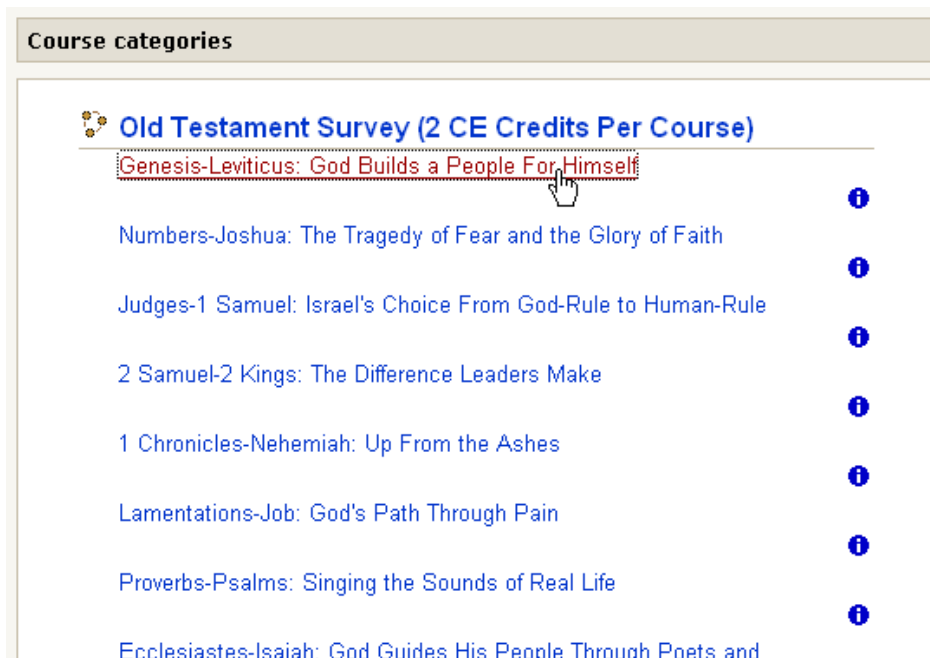 Course categories
Old Testament Survey (2 CE Credits Per Course)
Genesis-Leviticus: God Builds a People For Himself
Numbers-Joshua: The Tragedy of Fear and the Glory of Faith
Judges-1 Samuel: Israel's Choice From God-Rule to Human-Rule
2 Samuel-2 Kings: The Difference Leaders Make
1 Chronicles-Nehemiah: Up From the Ashes
Lamentations-Job: God's Path Through Pain
Proverbs-Psalms: Singing the Sounds of Real Life
Ecclesiastes-Isaiah: God Guides His People Through Poets and